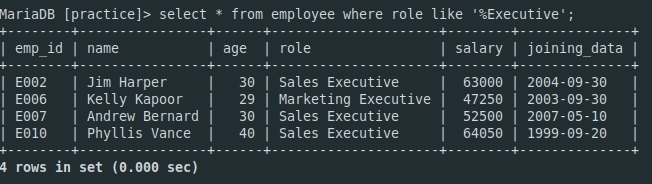 MariaDB [practice]> select * from employee where role like '%Executive';
+--------+----------------+------+---------------------+--------+--------------+
| emp_id | name           | age  | role                | salary | joining_data |
+--------+----------------+------+---------------------+--------+--------------+
| E002   | Jim Harper     |   30 | Sales Executive     |  63000 | 2004-09-30   |
| E006   | Kelly Kapoor   |   29 | Marketing Executive |  47250 | 2003-09-30   |
| E007   | Andrew Bernard |   30 | Sales Executive     |  52500 | 2007-05-10   |
| E010   | Phyllis Vance  |   40 | Sales Executive     |  64050 | 1999-09-20   |
+--------+----------------+------+---------------------+--------+--------------+
4 rows in set (0.000 sec)